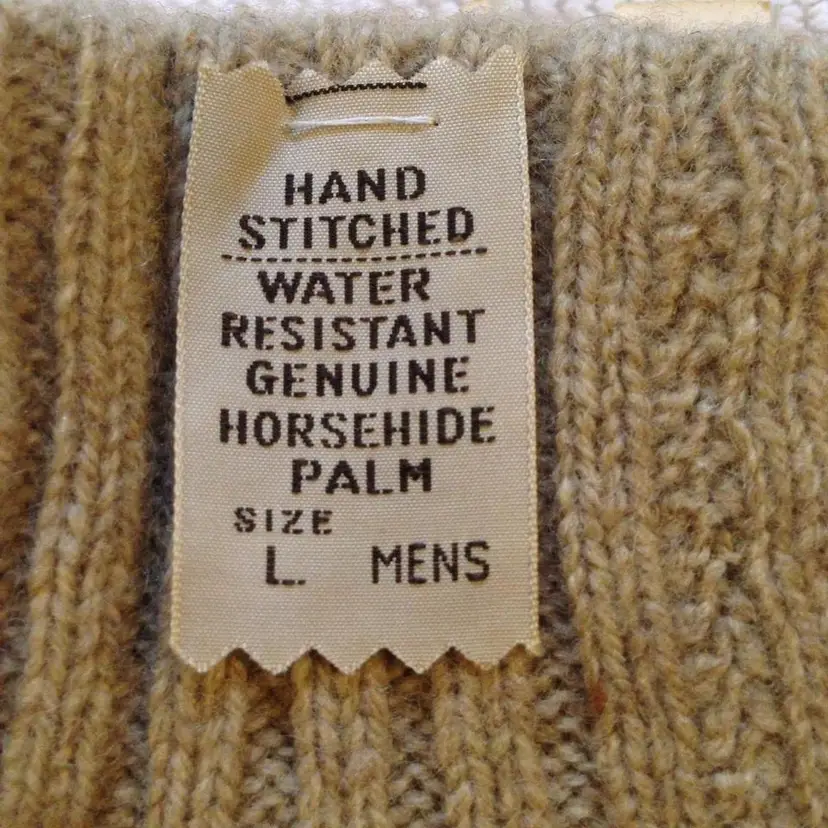 HAND
STITCHED
WATER
RESISTANT
GENUINE
HORSEHIDE
PALM
SIZE
L. MENS